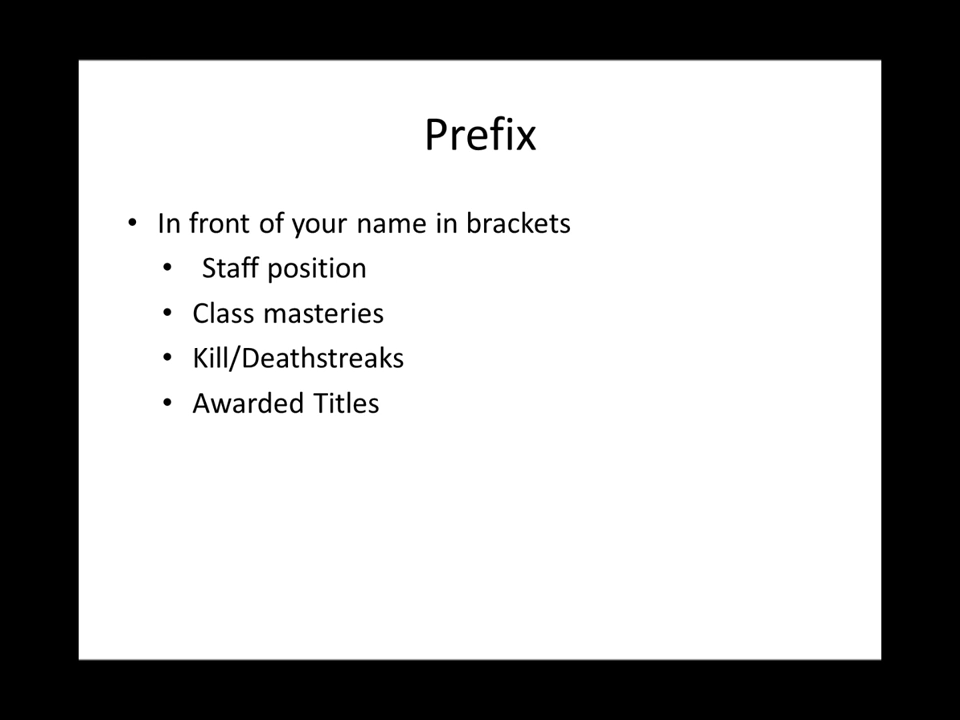 Prefix
• In front of your name in brackets
• Staff position
• Class masteries
• Kill/Deathstreaks
• Awarded Titles